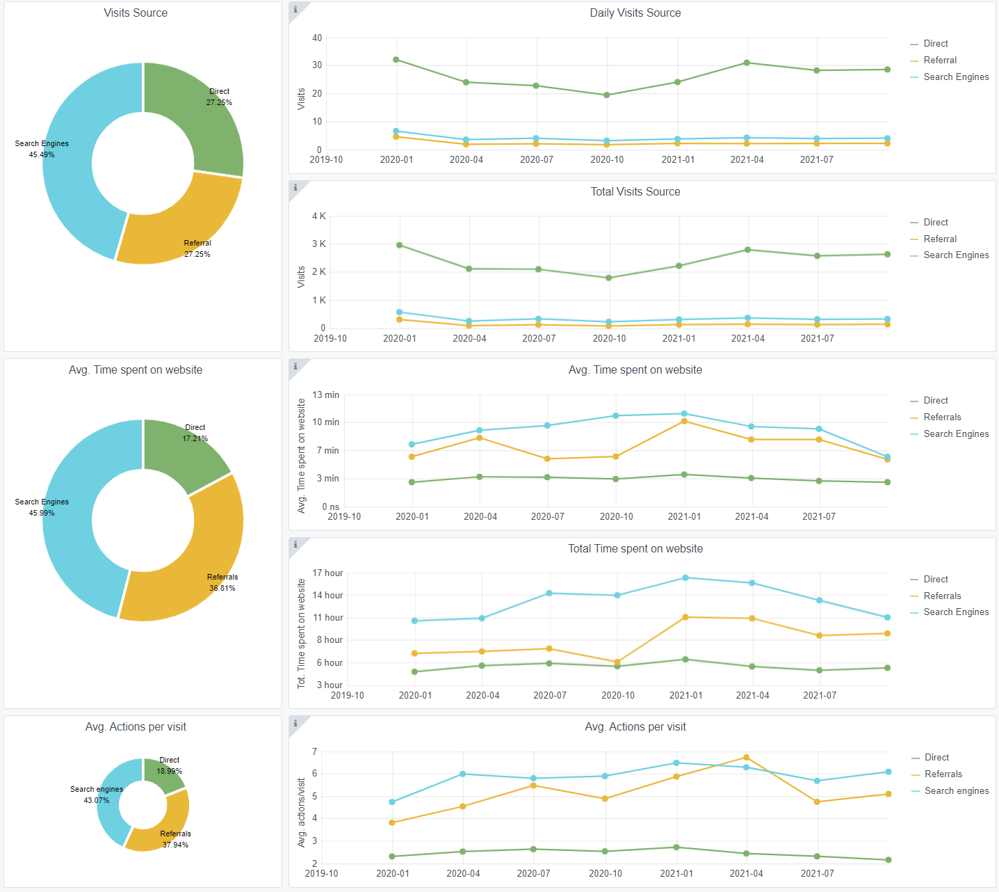 Visits Source
Direct
27.25%
Search Engines
45.49%
Referral
27.25%
i
Daily Visits Source
Visits
40
30
20
10
0
2019-10
2020-01
2020-04
2020-07
2020-10
2021-01
2021-04
2021-07
Direct
Referral
Search Engines
i
Total Visits Source
Visits
4 K
3 K
2 K
1 K
0
2019-10
2020-01
2020-04
2020-07
2020-10
2021-01
2021-04
2021-07
Direct
Referral
Search Engines
Avg. Time spent on website
Direct
17.21%
Search Engines
45.99%
Referrals
36.81%
i
Avg. Time spent on website
Avg. Time spent on website
13 min
10 min
7 min
3 min
0 ns
2019-10
2020-01
2020-04
2020-07
2020-10
2021-01
2021-04
2021-07
Direct
Referrals
Search Engines
i
Total Time spent on website
Tot. Time spent on website
17 hour
14 hour
11 hour
8 hour
6 hour
3 hour
2019-10
2020-01
2020-04
2020-07
2020-10
2021-01
2021-04
2021-07
Direct
Referrals
Search Engines
Avg. Actions per visit
Direct
18.99%
Search engines
43.07%
Referrals
37.94%
i
Avg. Actions per visit
Avg. actions/visit
7
6
5
4
3
2
2019-10
2020-01
2020-04
2020-07
2020-10
2021-01
2021-04
2021-07
Direct
Referrals
Search engines